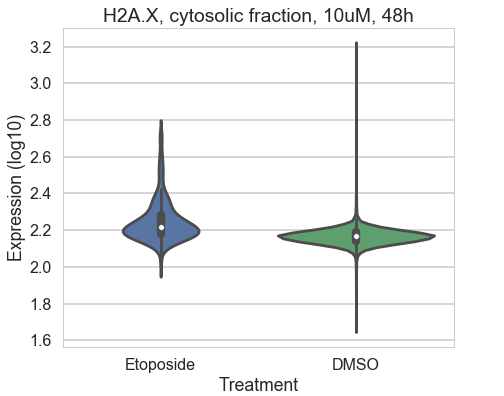 H2A.X, cytosolic fraction, 10uM, 48h
Expression (log10)
3.2
3.0
2.8
2.6
2.4
2.2
2.0
1.8
1.6
Etoposide DMSO
Treatment